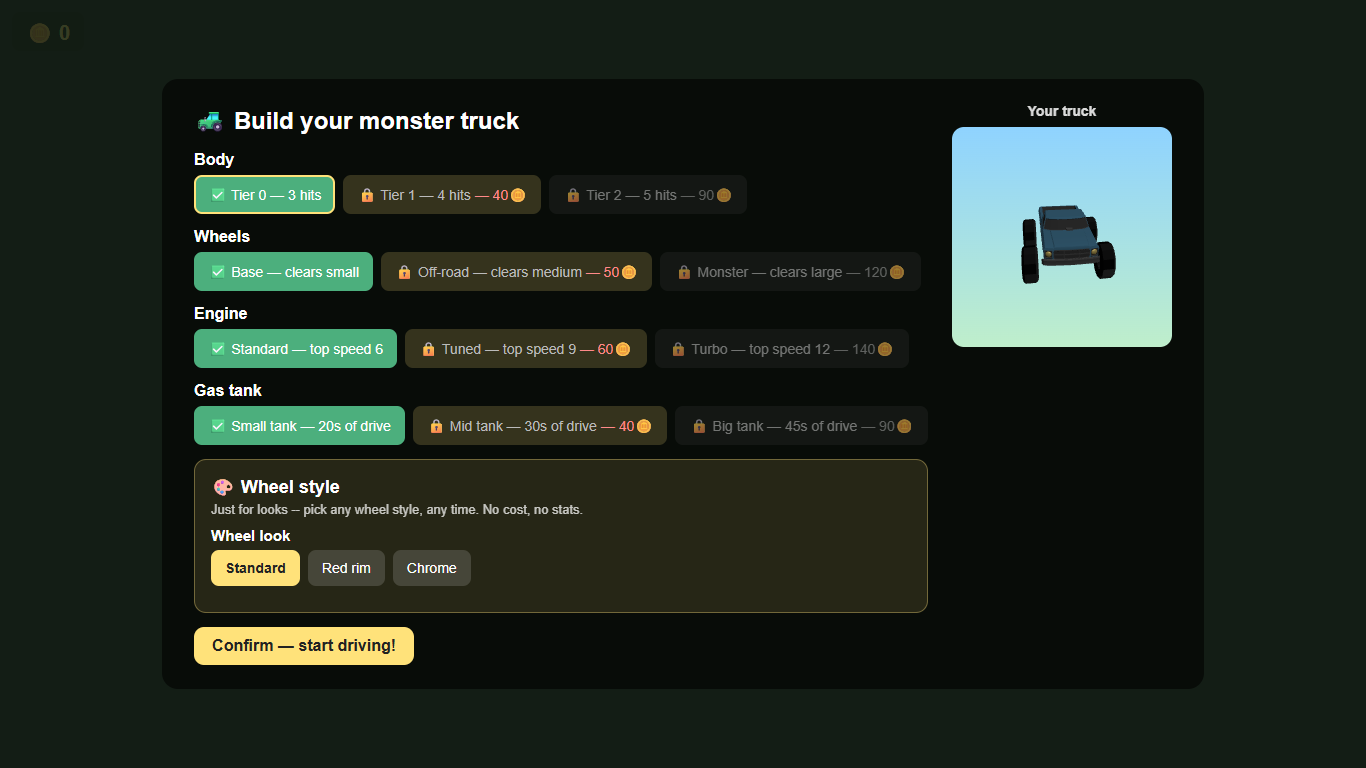 0
Build your monster truck
Your truck
Body
Tier 0 — 3 hits
Tier 1 — 4 hits — 40
Tier 2 — 5 hits — 90
Wheels
Base — clears small
Off-road — clears medium — 50
Monster — clears large — 120
Engine
Standard — top speed 6
Tuned — top speed 9 — 60
Turbo — top speed 12 — 140
Gas tank
Small tank — 20s of drive
Mid tank — 30s of drive — 40
Big tank — 45s of drive — 90
Wheel style
Just for looks – pick any wheel style, any time. No cost, no stats.
Wheel look
Standard
Red rim
Chrome
Confirm — start driving!